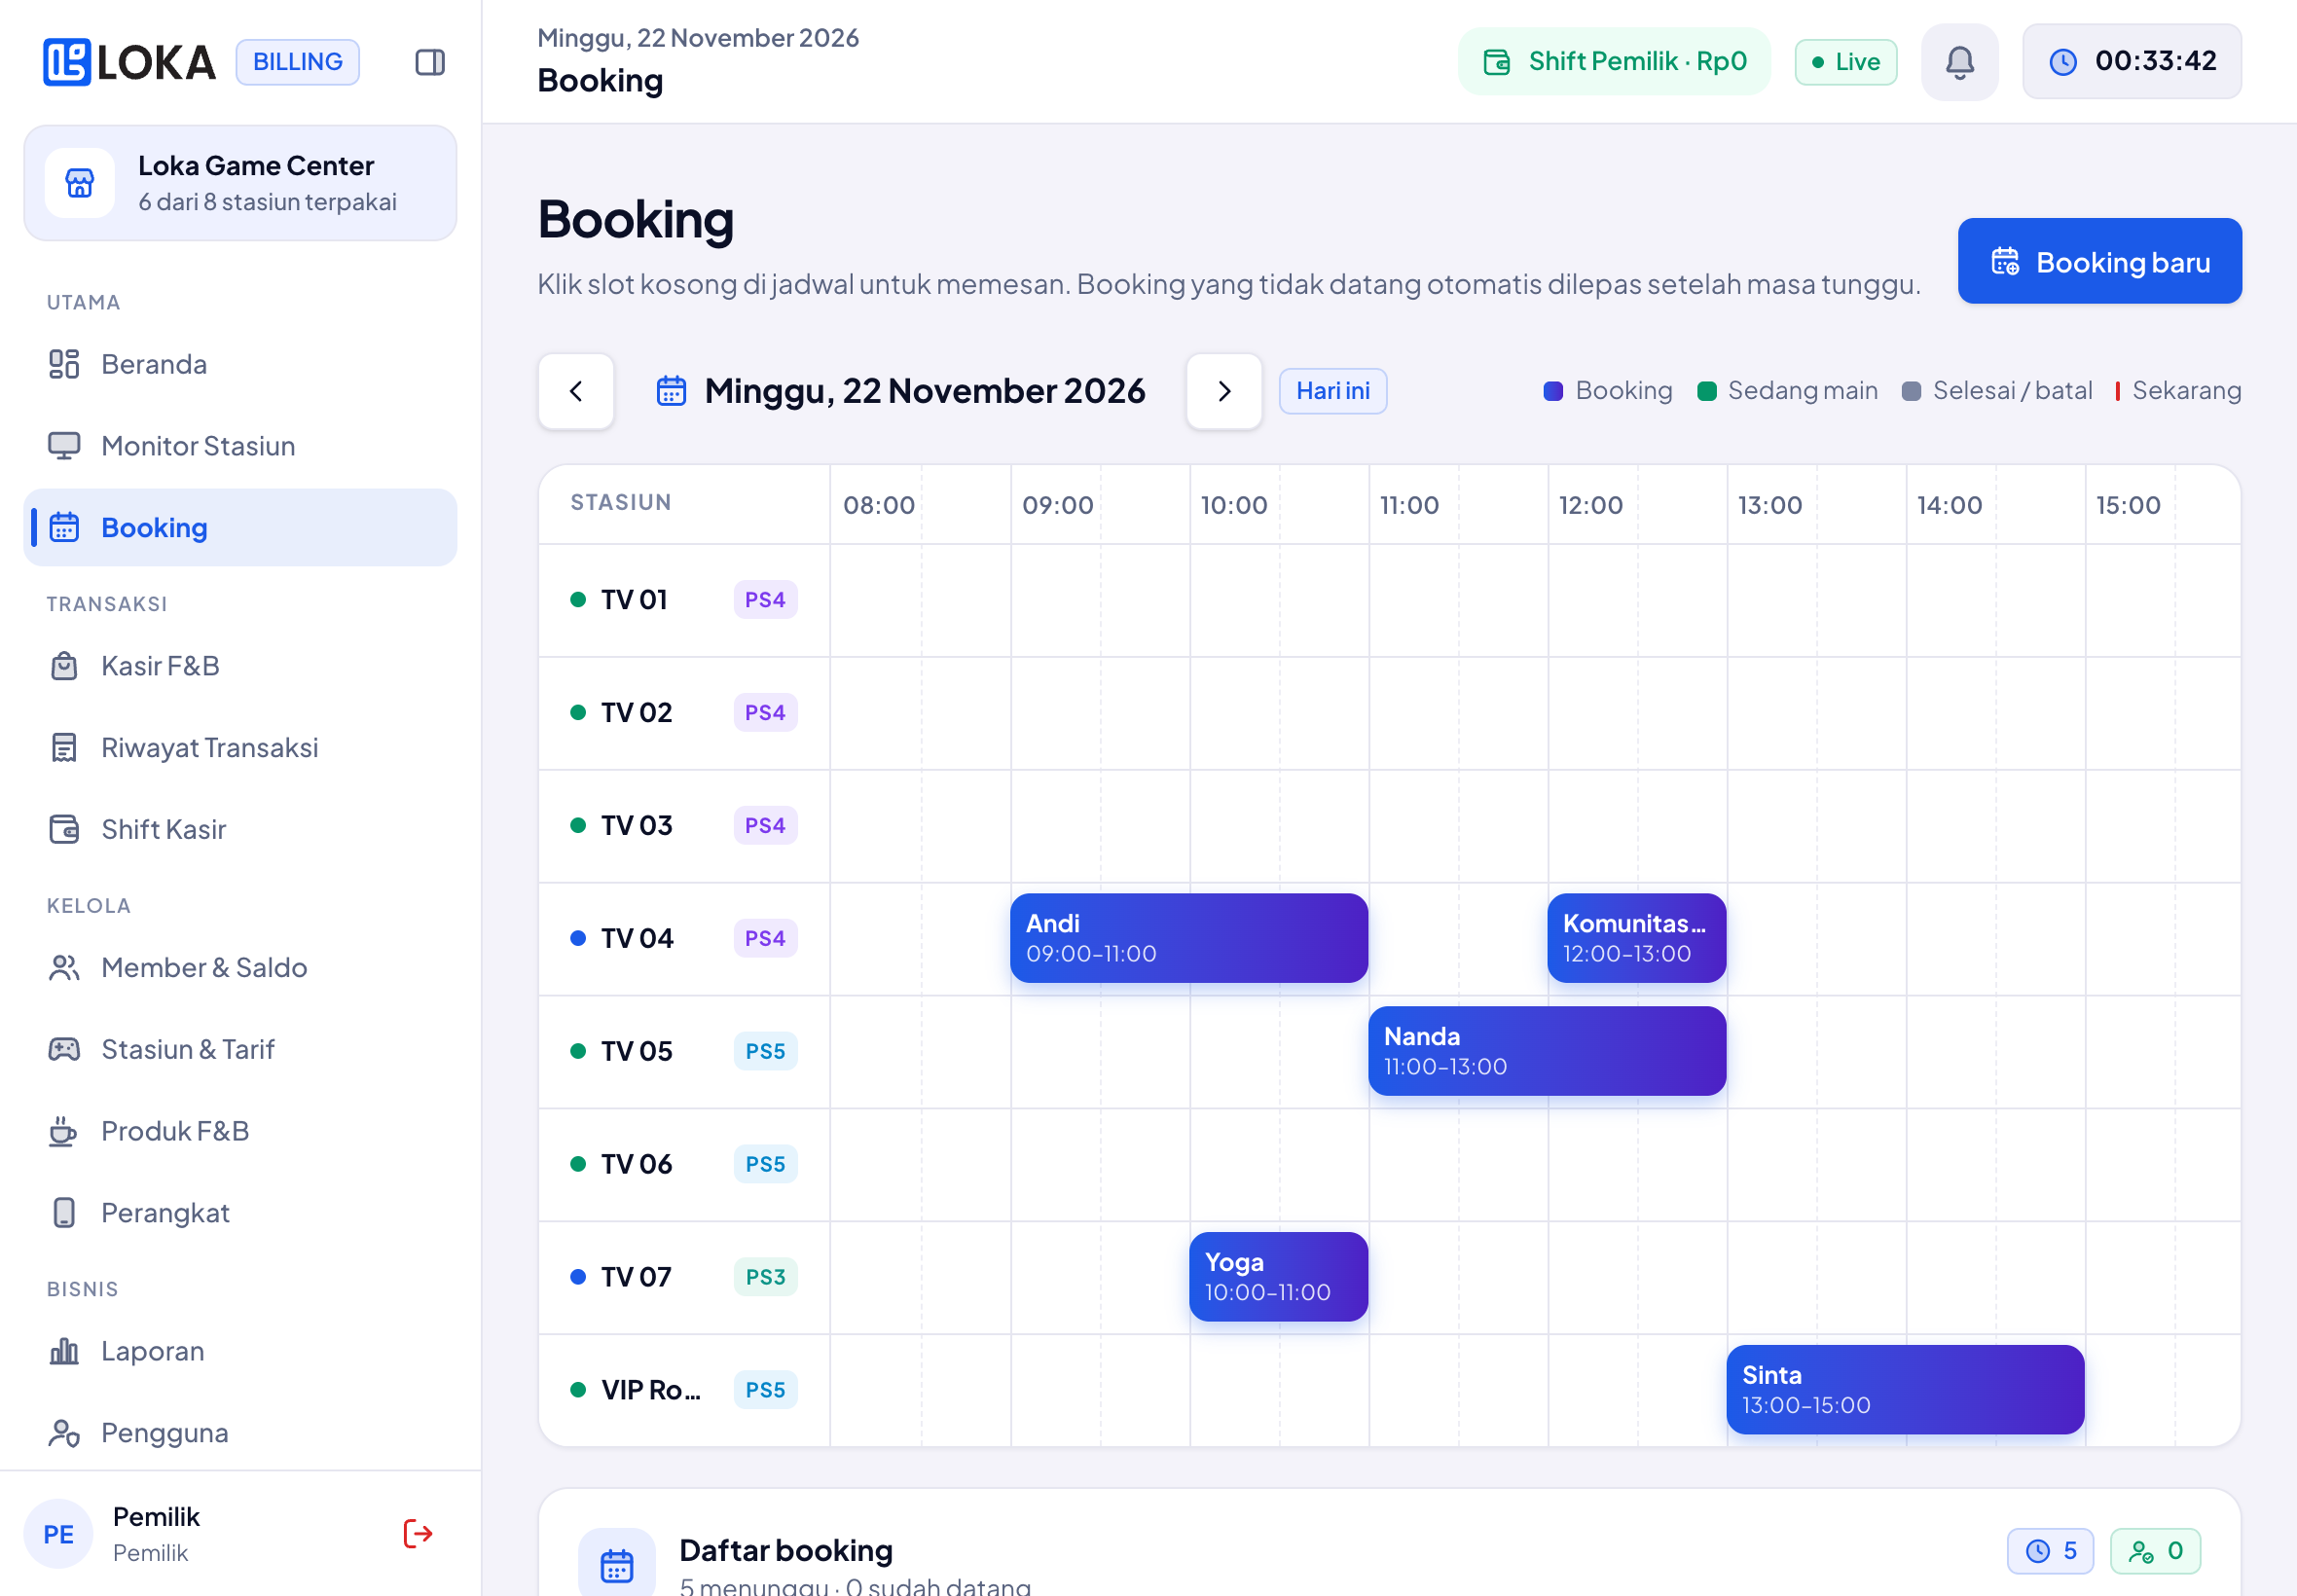 LOKA BILLING
Loka Game Center
6 dari 8 stasiun terpakai
UTAMA
Beranda
Monitor Stasiun
Booking
TRANSAKSI
Kasir F&B
Riwayat Transaksi
Shift Kasir
KELOLA
Member & Saldo
Stasiun & Tarif
Produk F&B
Perangkat
BISNIS
Laporan
Pengguna
PE
Pemilik
Pemilik
Minggu, 22 November 2026
Booking
Shift Pemilik · Rp0
Live
00:33:42
Booking
Klik slot kosong di jadwal untuk memesan. Booking yang tidak datang otomatis dilepas setelah masa tunggu.
Booking baru
Minggu, 22 November 2026
Hari ini
Booking Sedang main Selesai / batal Sekarang
STASIUN 08:00 09:00 10:00 11:00 12:00 13:00 14:00 15:00
TV 01 PS4
TV 02 PS4
TV 03 PS4
TV 04 PS4
Andi
09:00–11:00
Komunitas...
12:00–13:00
TV 05 PS5
Nanda
11:00–13:00
TV 06 PS5
TV 07 PS3
Yoga
10:00–11:00
VIP Ro... PS5
Sinta
13:00–15:00
Daftar booking
5 menunggu · 0 sudah datang
5 0